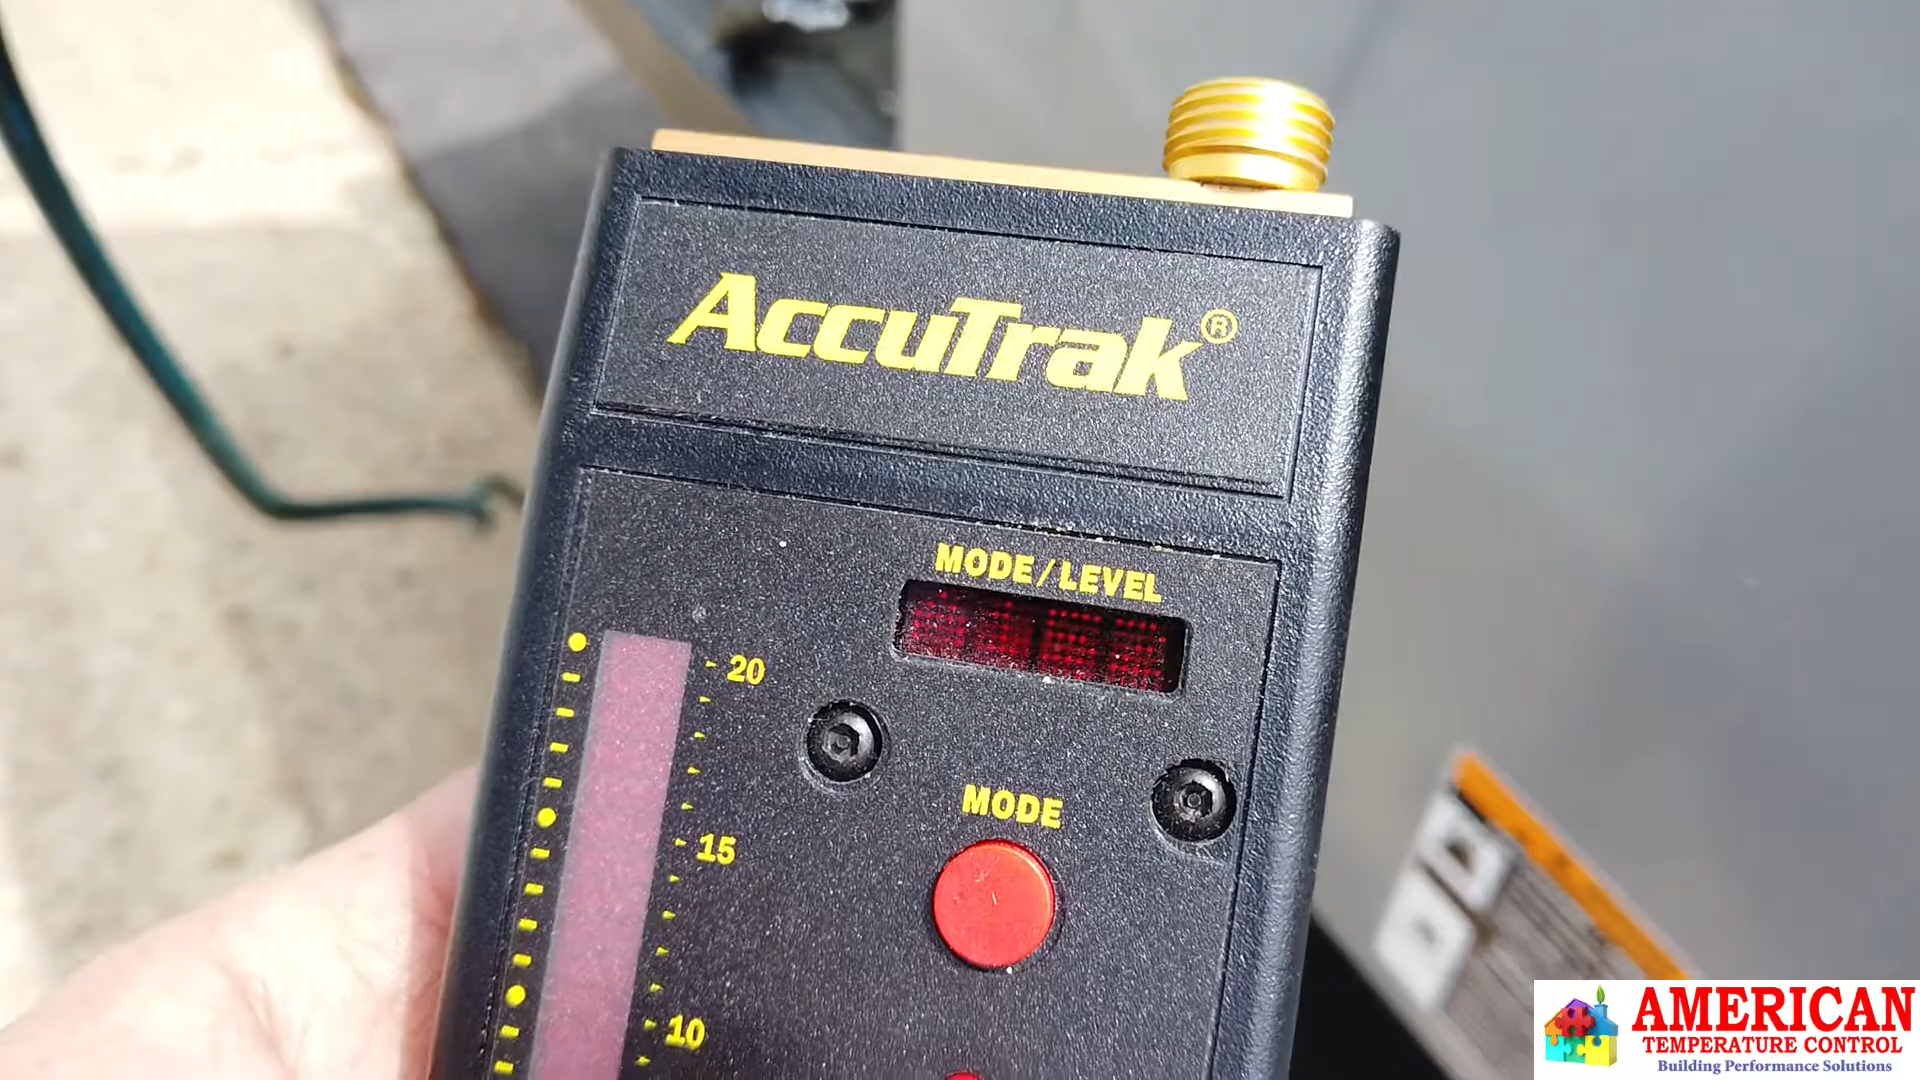 AccuTrak®
MODE/LEVEL
20
MODE
15
10
AMERICAN
TEMPERATURE CONTROL
Building Performance Solutions